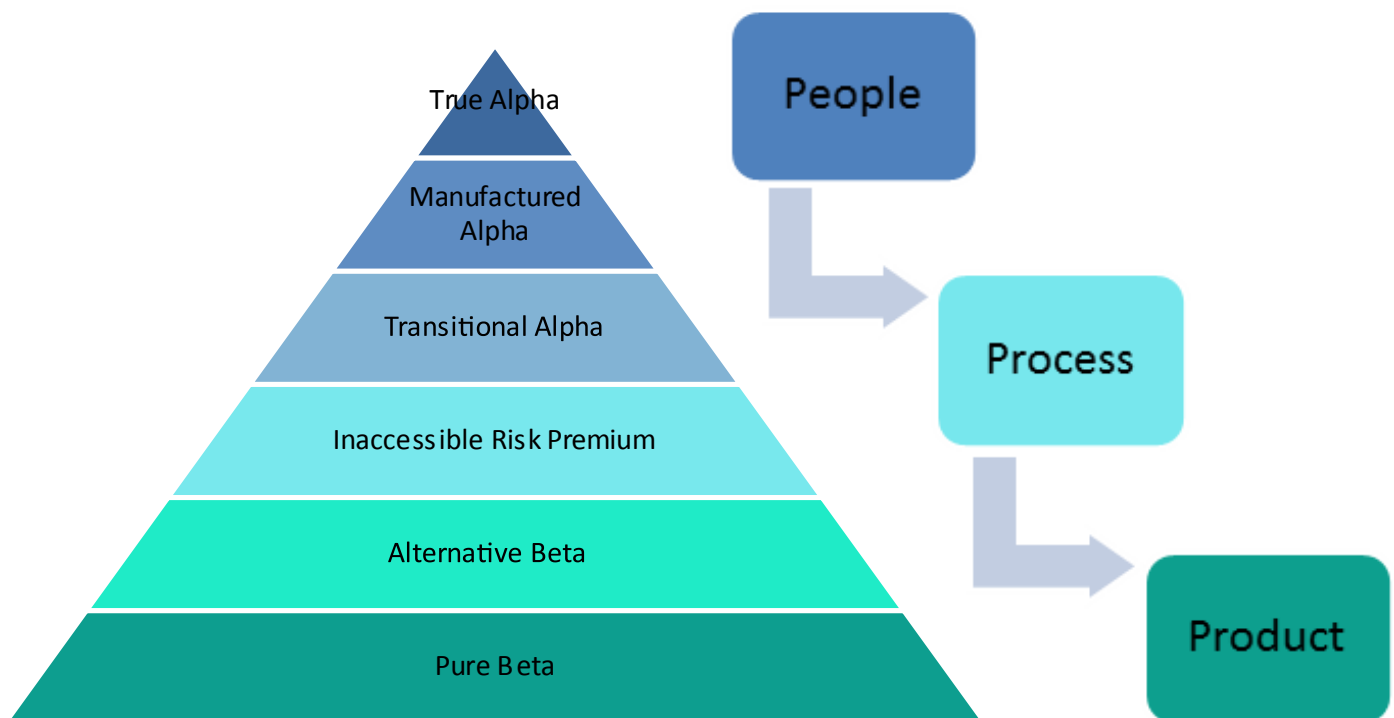 True Alpha
Manufactured
Alpha
Transitional Alpha
Inaccessible Risk Premium
Alternative Beta
Pure Beta
People
Process
Product